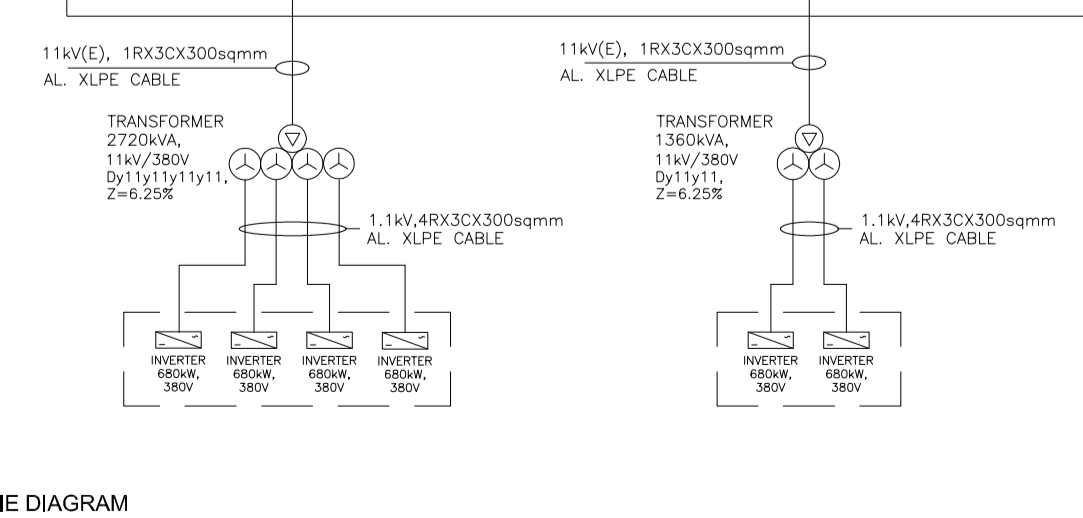 11kV(E), 1RX3CX300sqmm
AL. XLPE CABLE
TRANSFORMER
2720kVA,
11kV/380V
Dy11y11y11y11,
Z=6.25%
1.1kV,4RX3CX300sqmm
AL. XLPE CABLE
INVERTER
680kW,
380V
INVERTER
680kW,
380V
INVERTER
680kW,
380V
INVERTER
680kW,
380V
11kV(E), 1RX3CX300sqmm
AL. XLPE CABLE
TRANSFORMER
1360kVA,
11kV/380V
Dy11y11,
Z=6.25%
1.1kV,4RX3CX300sqmm
AL. XLPE CABLE
INVERTER
680kW,
380V
INVERTER
680kW,
380V
E DIAGRAM